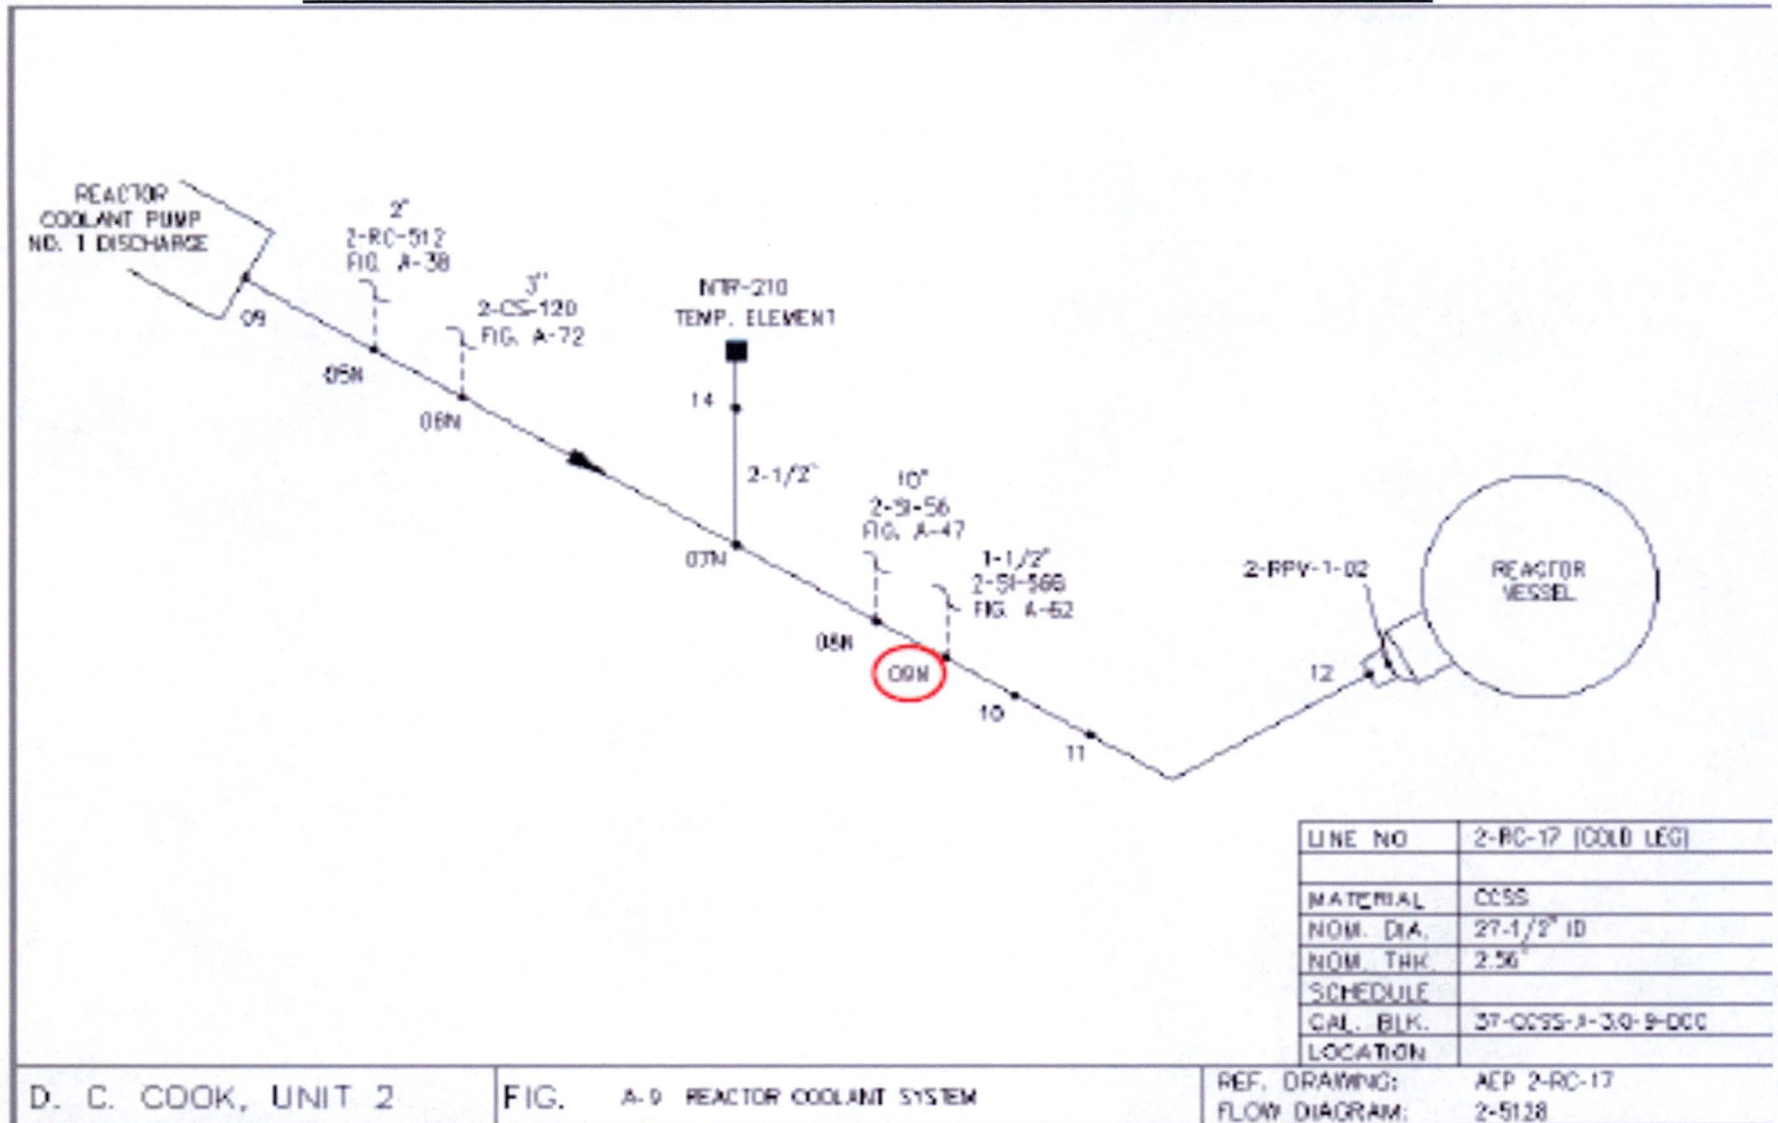 REACTOR
COOLANT PUMP
NO. 1 DISCHARGE
09
2"
2-RC-512
FIG. A-38
05N
3"
2-CS-120
FIG. A-72
06N
NTR-210
TEMP. ELEMENT
14
2-1/2"
07N
10"
2-SI-56
FIG. A-47
08N
1-1/2"
FIG. A-62
09N
10
11
12
2-RPV-1-02
REACTOR
VESSEL
LINE NO 2-RC-17 (COLD LEG)
MATERIAL CCSS
NOM. DIA. 27-1/2" ID
NOM. THK. 2.56"
SCHEDULE
CAL. BLK.
LOCATION
D. C. COOK, UNIT 2
FIG. A-9 REACTOR COOLANT SYSTEM
REF. DRAWING: AEP 2-RC-17
FLOW DIAGRAM: 2-5128